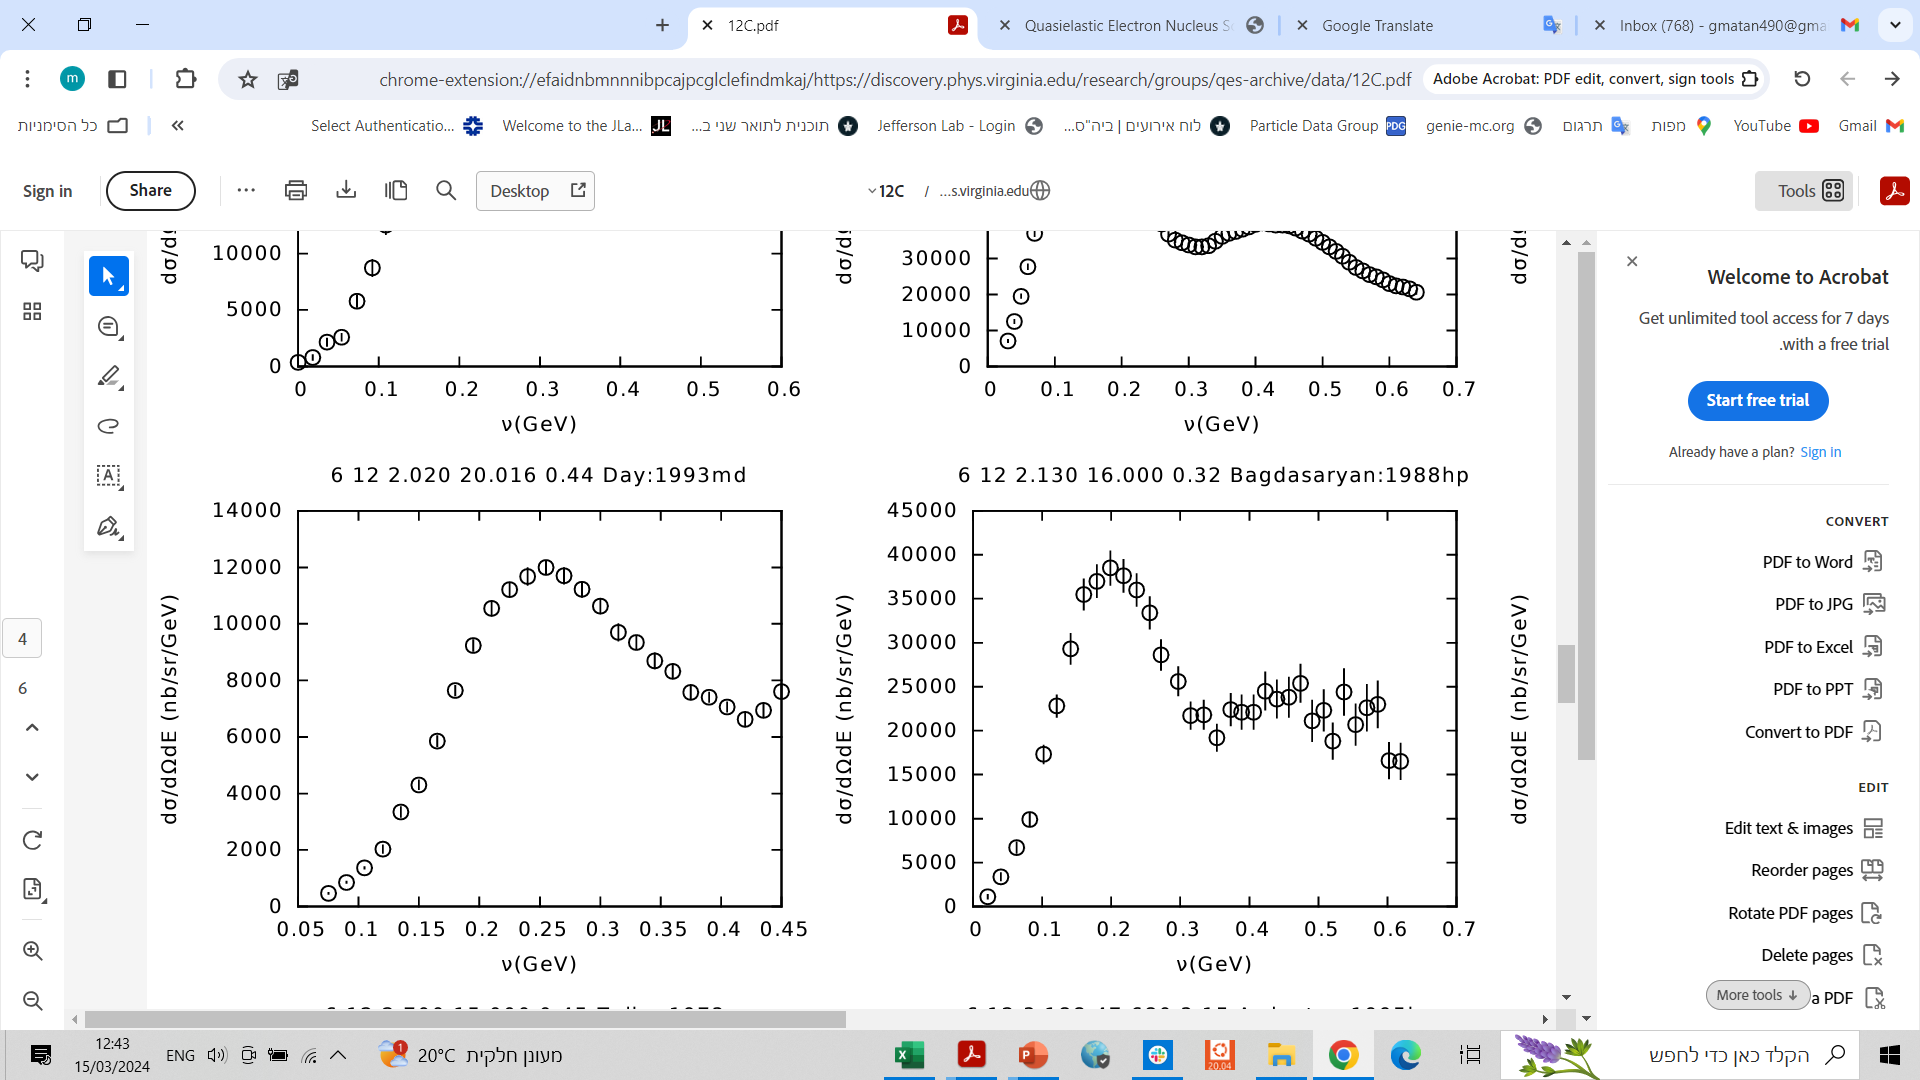 12C.pdf
Quasielastic Electron Nucleus S
Google Translate
Inbox (768) - gmatan490@gma
m
chrome-extension://efaidnbmnnnibpcajpcglclefindmkaj/https://discovery.phys.virginia.edu/research/groups/qes-archive/data/12C.pdf
Adobe Acrobat: PDF edit, convert, sign tools
כל הסימניות
«
Select Authenticatio...
Welcome to the JLa...
JL
תוכנית לתואר שני ב...
Jefferson Lab - Login
לוח אירועים | ביה"ס...
Particle Data Group
PDG
genie-mc.org
תרגום
מפות
YouTube
Gmail
Sign in
Share
Desktop
12C / ...s.virginia.edu
Tools
10000
5000
0
0 0.1 0.2 0.3 0.4 0.5 0.6
ν(GeV)
30000
20000
10000
0
0 0.1 0.2 0.3 0.4 0.5 0.6 0.7
ν(GeV)
6 12 2.020 20.016 0.44 Day:1993md
dσ/dΩdE (nb/sr/GeV)
14000
12000
10000
8000
6000
4000
2000
0
0.05 0.1 0.15 0.2 0.25 0.3 0.35 0.4 0.45
ν(GeV)
6 12 2.130 16.000 0.32 Bagdasaryan:1988hp
dσ/dΩdE (nb/sr/GeV)
45000
40000
35000
30000
25000
20000
15000
10000
5000
0
0 0.1 0.2 0.3 0.4 0.5 0.6 0.7
ν(GeV)
dσ/dΩdE (nb/sr/GeV)
4
6
Welcome to Acrobat
Get unlimited tool access for 7 days
.with a free trial
Start free trial
Already have a plan? Sign in
CONVERT
PDF to Word
PDF to JPG
PDF to Excel
PDF to PPT
Convert to PDF
EDIT
Edit text & images
Reorder pages
Rotate PDF pages
Delete pages
More tools ↓
a PDF
12:43
15/03/2024
ENG
1
20°C מעונן חלקית
20.04
הקלד כאן כדי לחפש